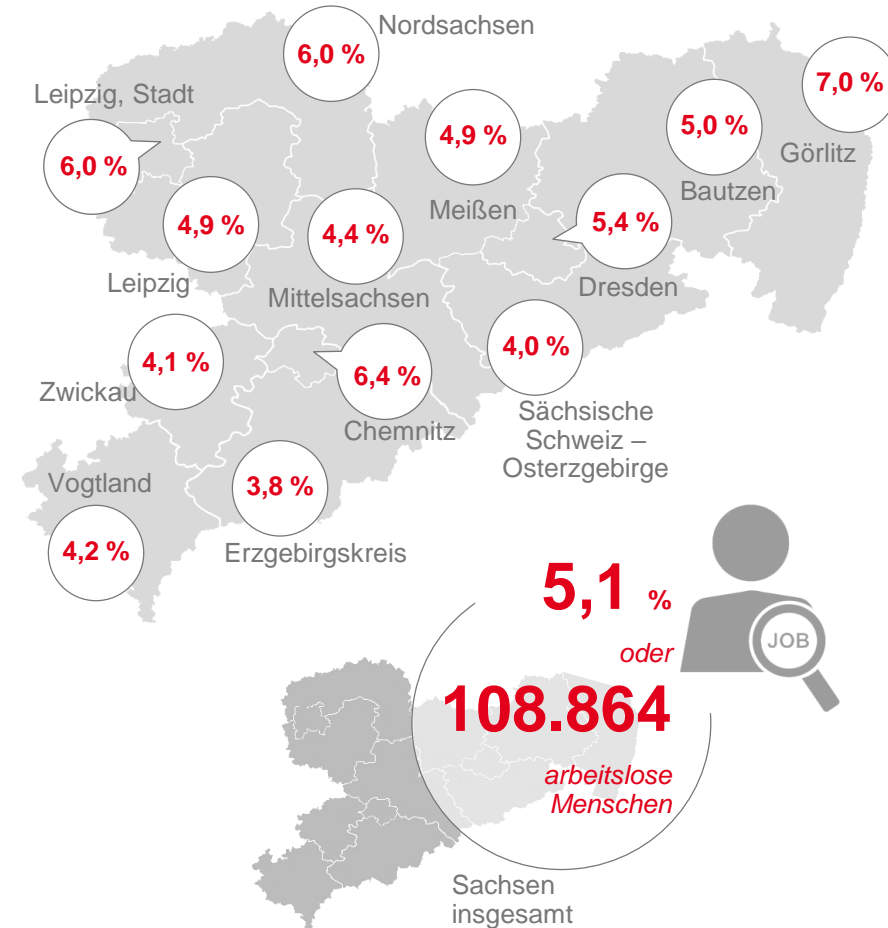 Nordsachsen
6,0 %
Leipzig, Stadt
6,0 %
4,9 %
Meißen
5,0 %
Bautzen
7,0 %
Görlitz
4,9 %
Leipzig
4,4 %
Mittelsachsen
5,4 %
Dresden
4,1 %
Zwickau
6,4 %
Chemnitz
4,0 %
Sächsische
Schweiz –
Osterzgebirge
Vogtland
4,2 %
3,8 %
Erzgebirgskreis
5,1 %
oder
108.864
arbeitslose
Menschen
JOB
Sachsen
insgesamt